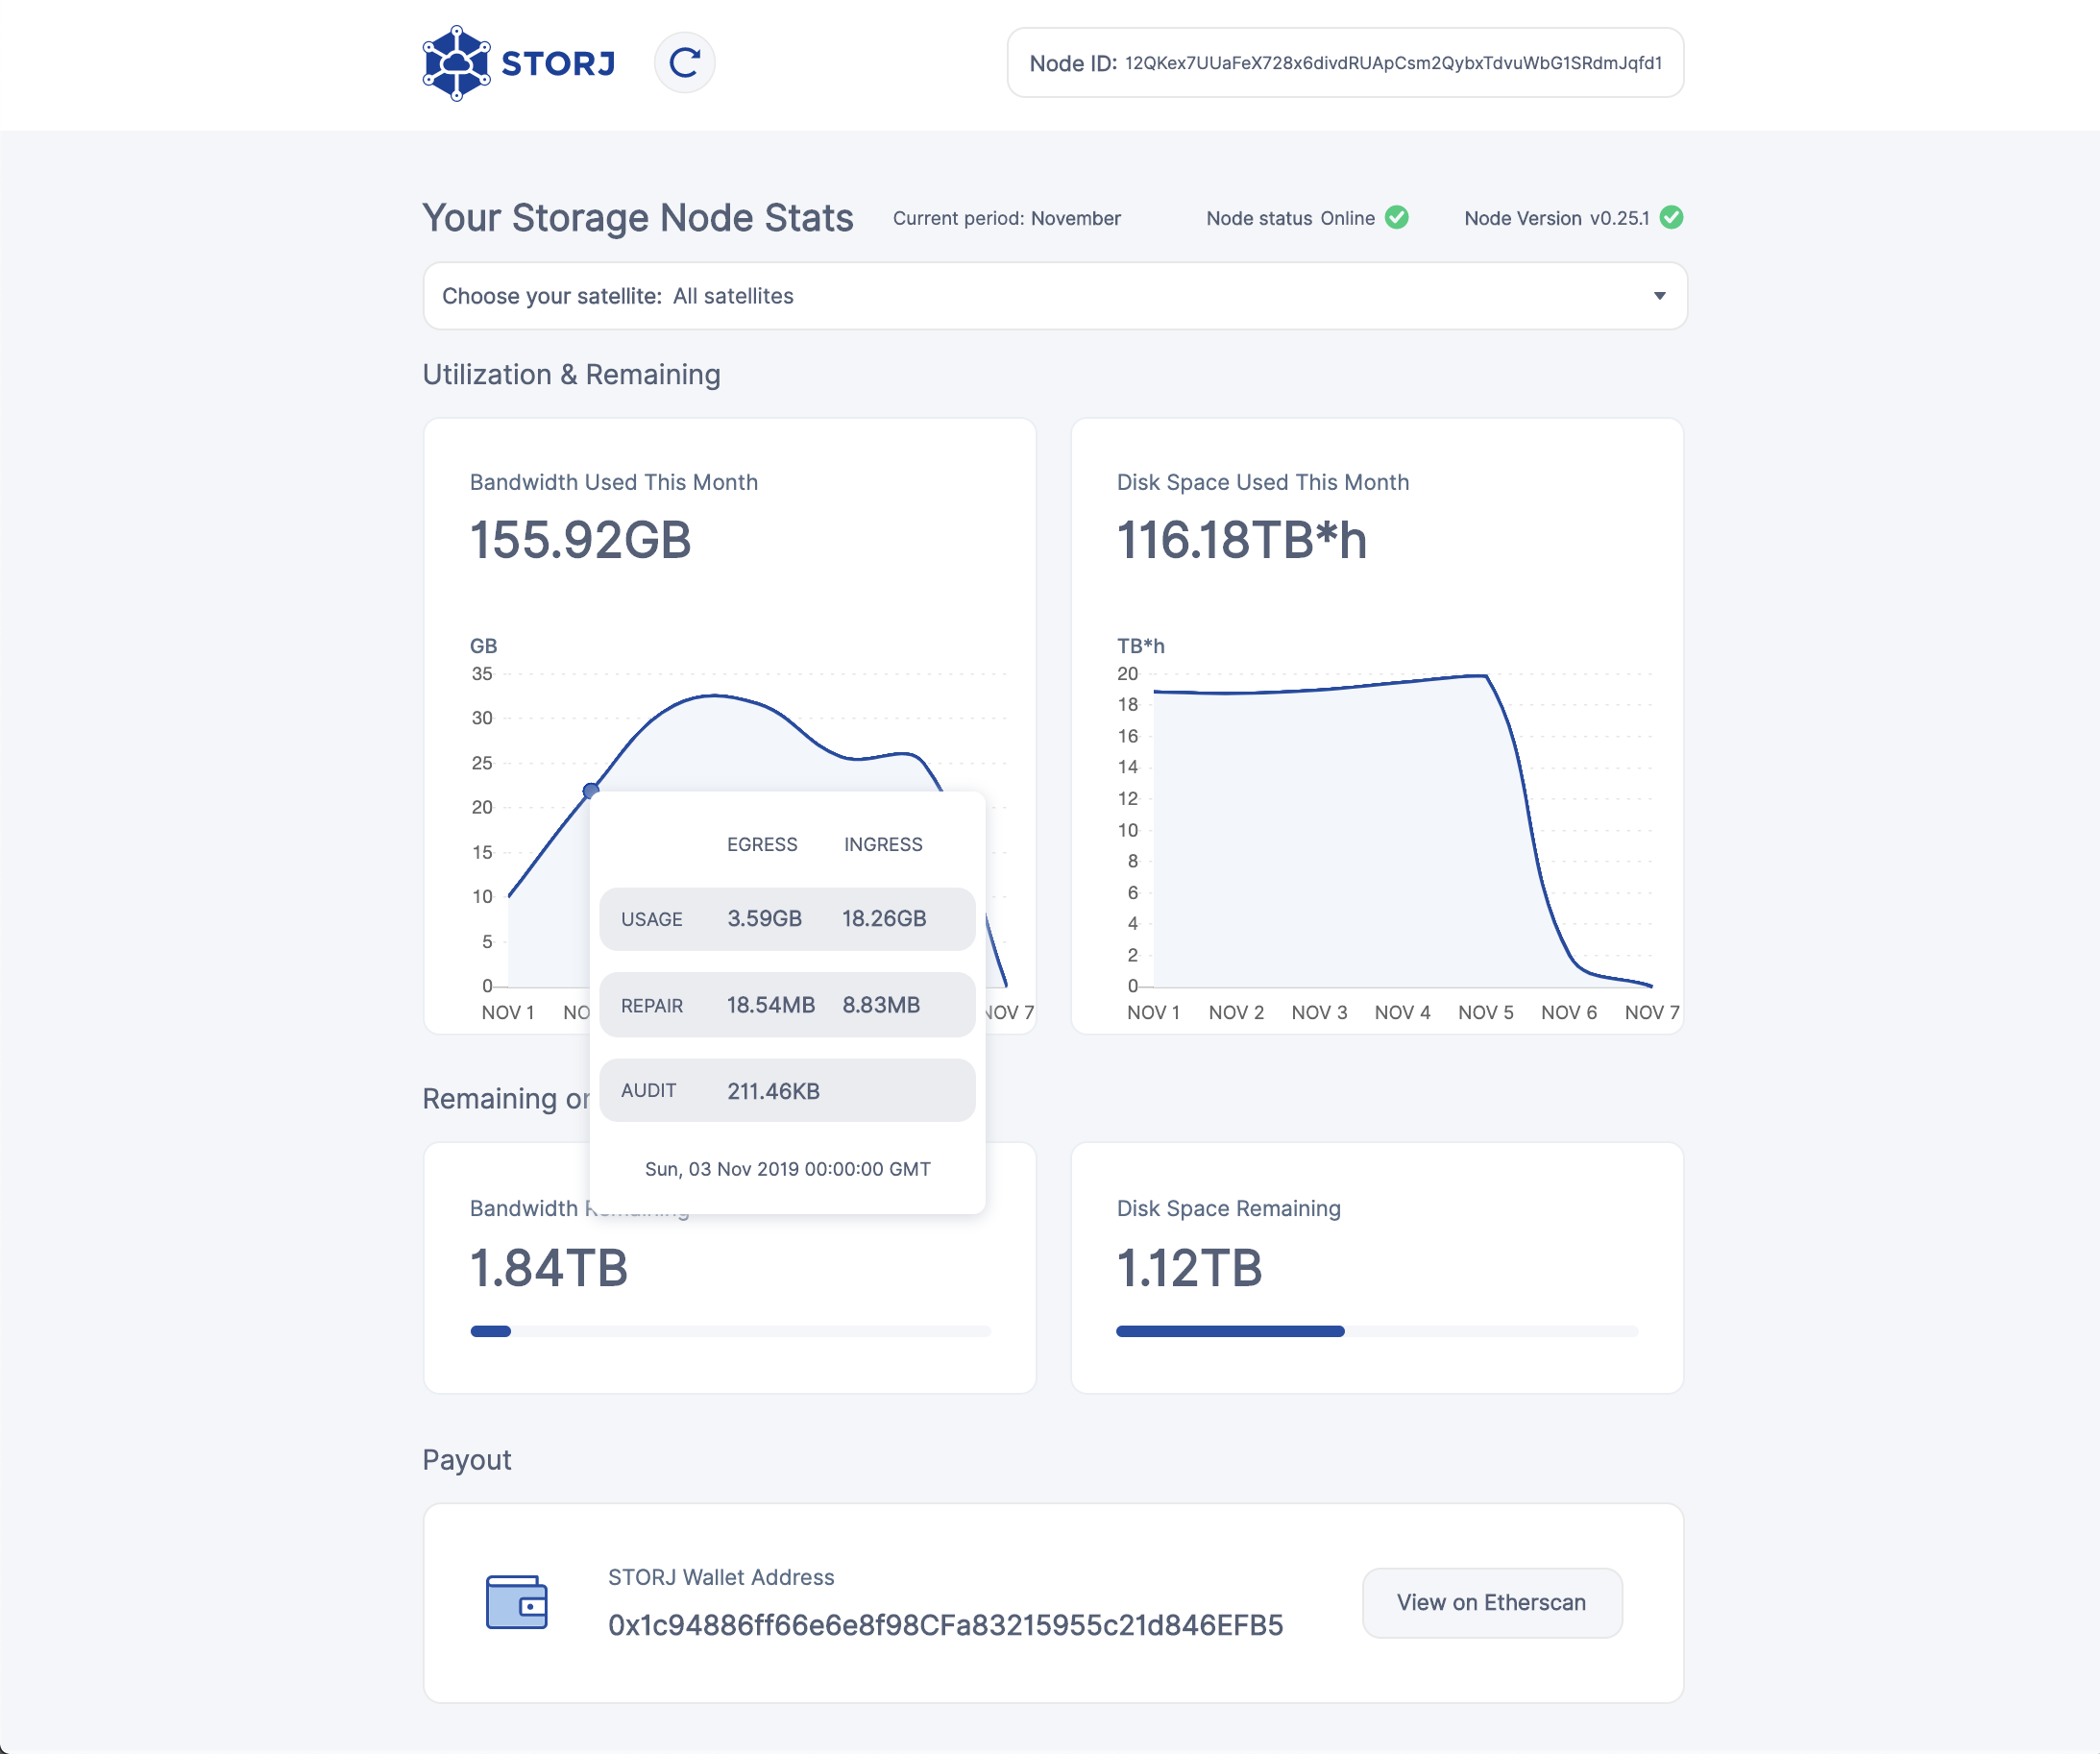 STORJ
Node ID: 12QKex7UUaFeX728x6divdRUApCsm2QybxTdvuWbG1SRdmJqfd1
Your Storage Node Stats
Current period: November
Node status Online
Node Version v0.25.1
Choose your satellite: All satellites
Utilization & Remaining
Bandwidth Used This Month
155.92GB
GB
35
30
25
20
15
10
5
0
NOV 1
NOV 7
EGRESS INGRESS
USAGE 3.59GB 18.26GB
REPAIR 18.54MB 8.83MB
AUDIT 211.46KB
Sun, 03 Nov 2019 00:00:00 GMT
Disk Space Used This Month
116.18TB*h
TB*h
20
18
16
14
12
10
8
6
4
2
0
NOV 1 NOV 2 NOV 3 NOV 4 NOV 5 NOV 6 NOV 7
Remaining
Bandwidth Remaining
1.84TB
Disk Space Remaining
1.12TB
Payout
STORJ Wallet Address
0x1c94886ff66e6e8f98CFa83215955c21d846EFB5
View on Etherscan